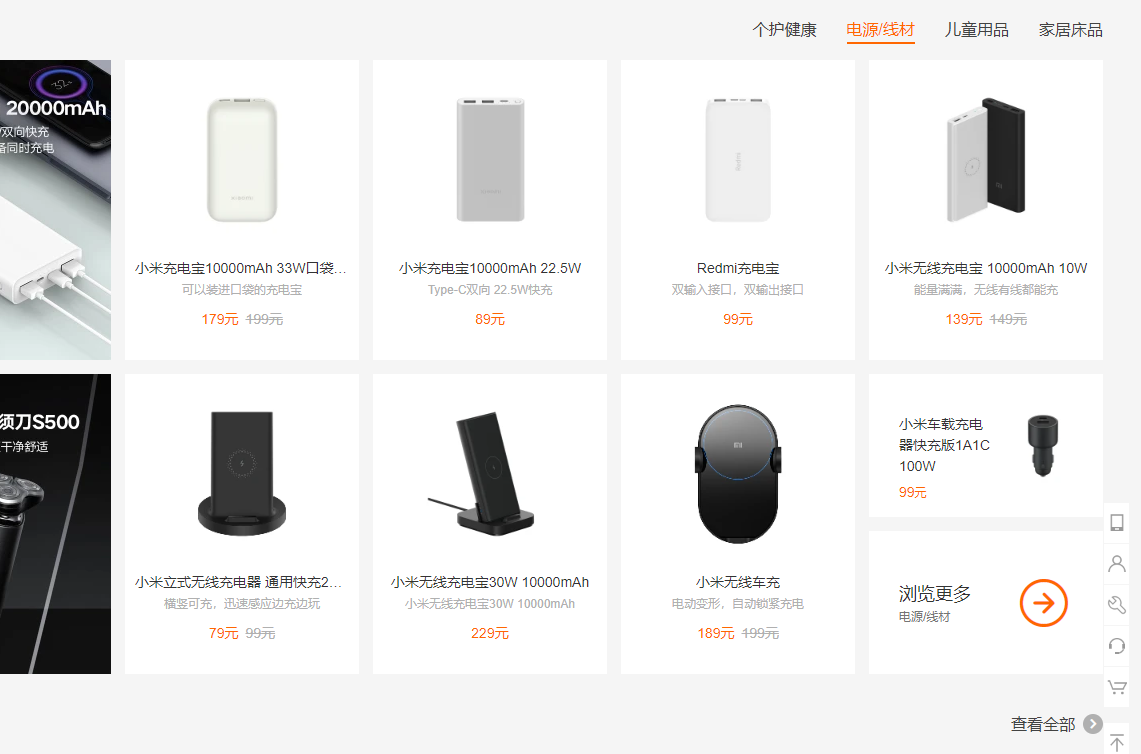 个护健康
电源/线材
儿童用品
家居床品
20000mAh
双向快充
备同时充电
小米充电宝10000mAh 33W口袋…
可以装进口袋的充电宝
179元 199元
小米充电宝10000mAh 22.5W
Type-C双向 22.5W快充
89元
Redmi
Redmi充电宝
双输入接口，双输出接口
99元
小米无线充电宝 10000mAh 10W
能量满满，无线有线都能充
139元 149元
须刀S500
干净舒适
小米立式无线充电器 通用快充2…
横竖可充，迅速感应边充边玩
79元 99元
小米无线充电宝30W 10000mAh
小米无线充电宝30W 10000mAh
229元
小米无线车充
电动变形，自动锁紧充电
189元 199元
小米车载充电
器快充版1A1C
100W
99元
浏览更多
电源/线材
查看全部